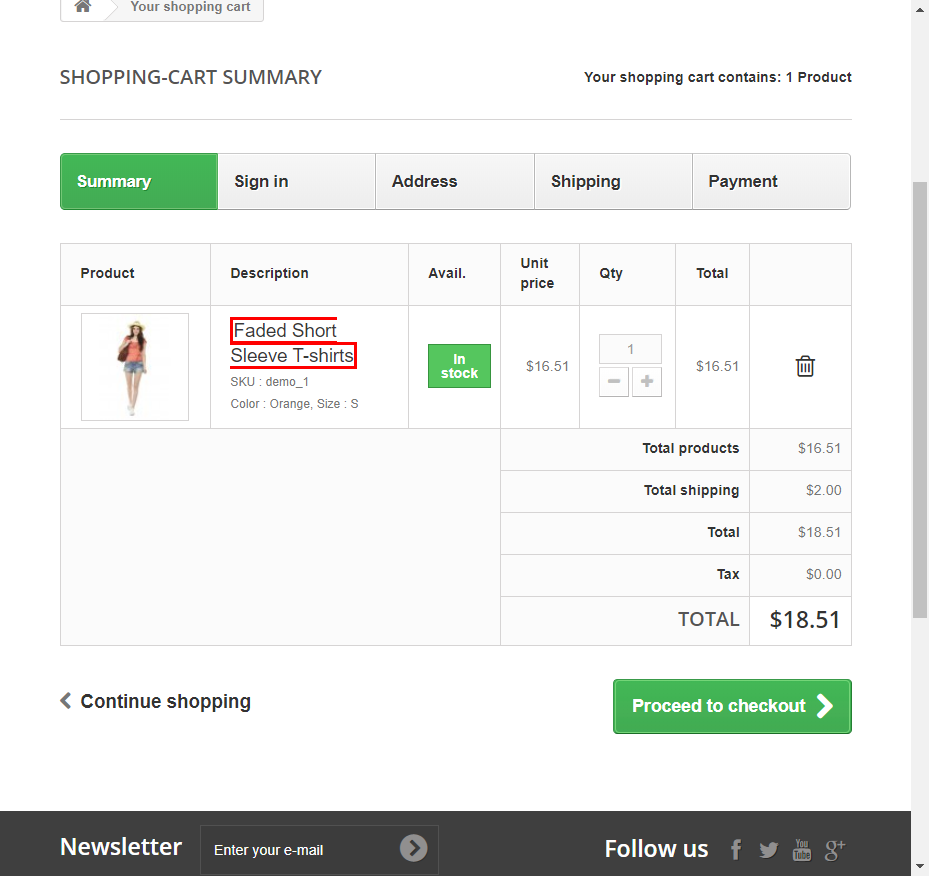 Your shopping cart
SHOPPING-CART SUMMARY
Your shopping cart contains: 1 Product
Summary
Sign in
Address
Shipping
Payment
Product
Description
Avail.
Unit
price
Qty
Total
Faded Short
Sleeve T-shirts
SKU : demo_1
Color : Orange, Size : S
In
stock
$16.51
1
$16.51
Total products
$16.51
Total shipping
$2.00
Total
$18.51
Tax
$0.00
TOTAL
$18.51
Continue shopping
Proceed to checkout
Newsletter
Enter your e-mail
Follow us
You
Tube
g+